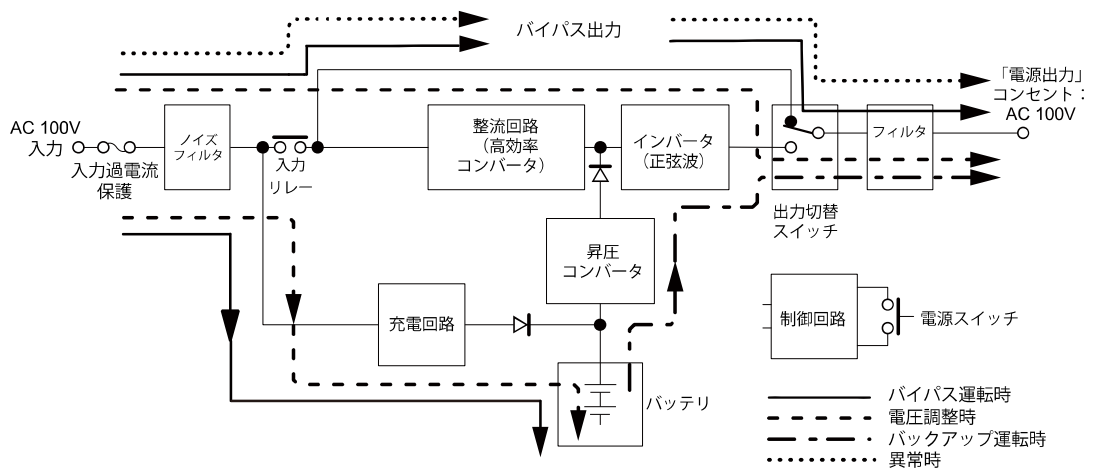 バイパス出力
「電源出力」
コンセント：
AC 100V
AC 100V
入力
入力過電流
保護
ノイズ
フィルタ
入力
リレー
整流回路
（高効率
コンバータ）
インバータ
（正弦波）
フィルタ
出力切替
スイッチ
昇圧
コンバータ
充電回路
バッテリ
制御回路
電源スイッチ
バイパス運転時
電圧調整時
バックアップ運転時
異常時